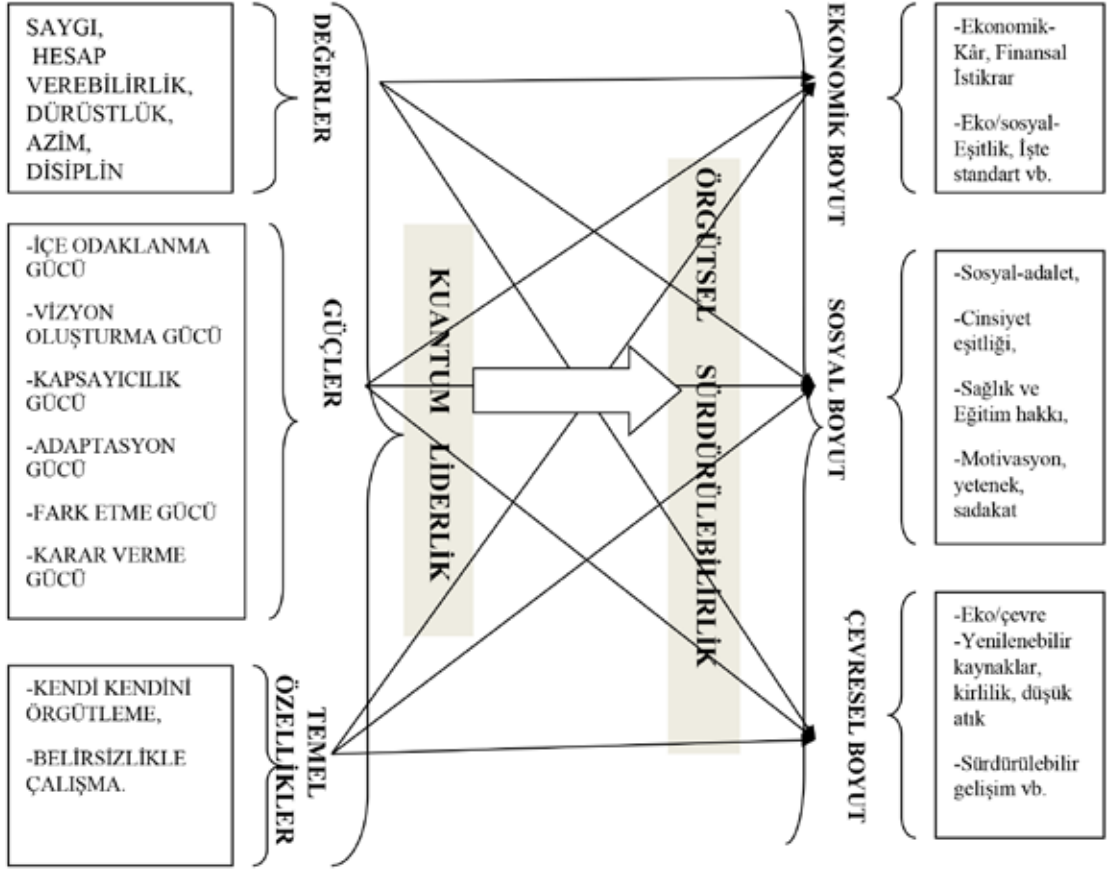 SAYGI,
HESAP
VEREBİLİRLİK,
DÜRÜSTLÜK,
AZİM,
DİSİPLİN
DEĞERLER
-İÇE ODAKLANMA
GÜCÜ
-VİZYON
OLUŞTURMA GÜCÜ
-KAPSAYICILIK
GÜCÜ
-ADAPTASYON
GÜCÜ
-FARK ETME GÜCÜ
-KARAR VERME
GÜCÜ
GÜÇLER
-KENDİ KENDİNİ
ÖRGÜTLEME,
-BELİRSİZLİKLE
ÇALIŞMA.
TEMEL
ÖZELLİKLER
KUANTUM LİDERLİK
ÖRGÜTSEL SÜRDÜRÜLEBİLİRLİK
EKONOMİK BOYUT
-Ekonomik-
Kâr, Finansal
İstikrar
-Eko/sosyal-
Eşitlik, İşte
standart vb.
SOSYAL BOYUT
-Sosyal-adalet,
-Cinsiyet
eşitliği,
-Sağlık ve
Eğitim hakkı,
-Motivasyon,
yetenek,
sadakat
ÇEVRESEL BOYUT
-Eko/çevre
-Yenilenebilir
kaynaklar,
kirlilik, düşük
atık
-Sürdürülebilir
gelişim vb.